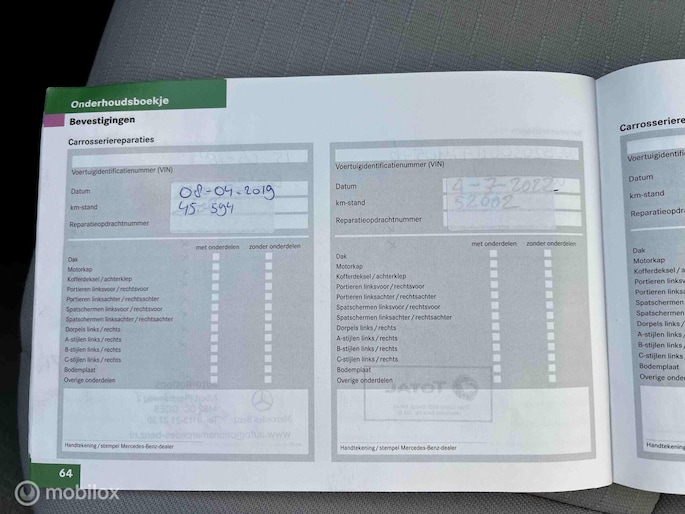 Onderhoudsboekje
Bevestigingen
Carrosseriereparaties
Voertuigidentificatienummer (VIN)
Datum 08-04-2019
km-stand 45-594
Reparatieopdrachtnummer
met onderdelen zonder onderdelen
Dak
Motorkap
Kofferdeksel / achterklep
Portieren linksvoor / rechtsvoor
Portieren linksachter / rechtsachter
Spatschermen linksvoor / rechtsvoor
Spatschermen linksachter / rechtsachter
Dorpels links / rechts
A-stijlen links / rechts
B-stijlen links / rechts
C-stijlen links / rechts
Bodemplaat
Overige onderdelen
Handtekening / stempel Mercedes-Benz-dealer
64
Voertuigidentificatienummer (VIN)
Datum 4-7-2022
km-stand 52002
Reparatieopdrachtnummer
met onderdelen zonder onderdelen
Dak
Motorkap
Kofferdeksel / achterklep
Portieren linksvoor / rechtsvoor
Portieren linksachter / rechtsachter
Spatschermen linksvoor / rechtsvoor
Spatschermen linksachter / rechtsachter
Dorpels links / rechts
A-stijlen links / rechts
B-stijlen links / rechts
C-stijlen links / rechts
Bodemplaat
Overige onderdelen
TOTAL
Handtekening / stempel Mercedes-Benz-dealer
Carrosseriere
Voertuigidentifi
Datum
km-stand
Reparatieopd
Dak
Motorkap
Kofferdeksel / a
Portieren links
Portieren links
Spatschermen
Spatschermen
Dorpels links /
A-stijlen links
B-stijlen links
C-stijlen links
Bodemplaat
Overige onder
Handtekening / st
mobilox